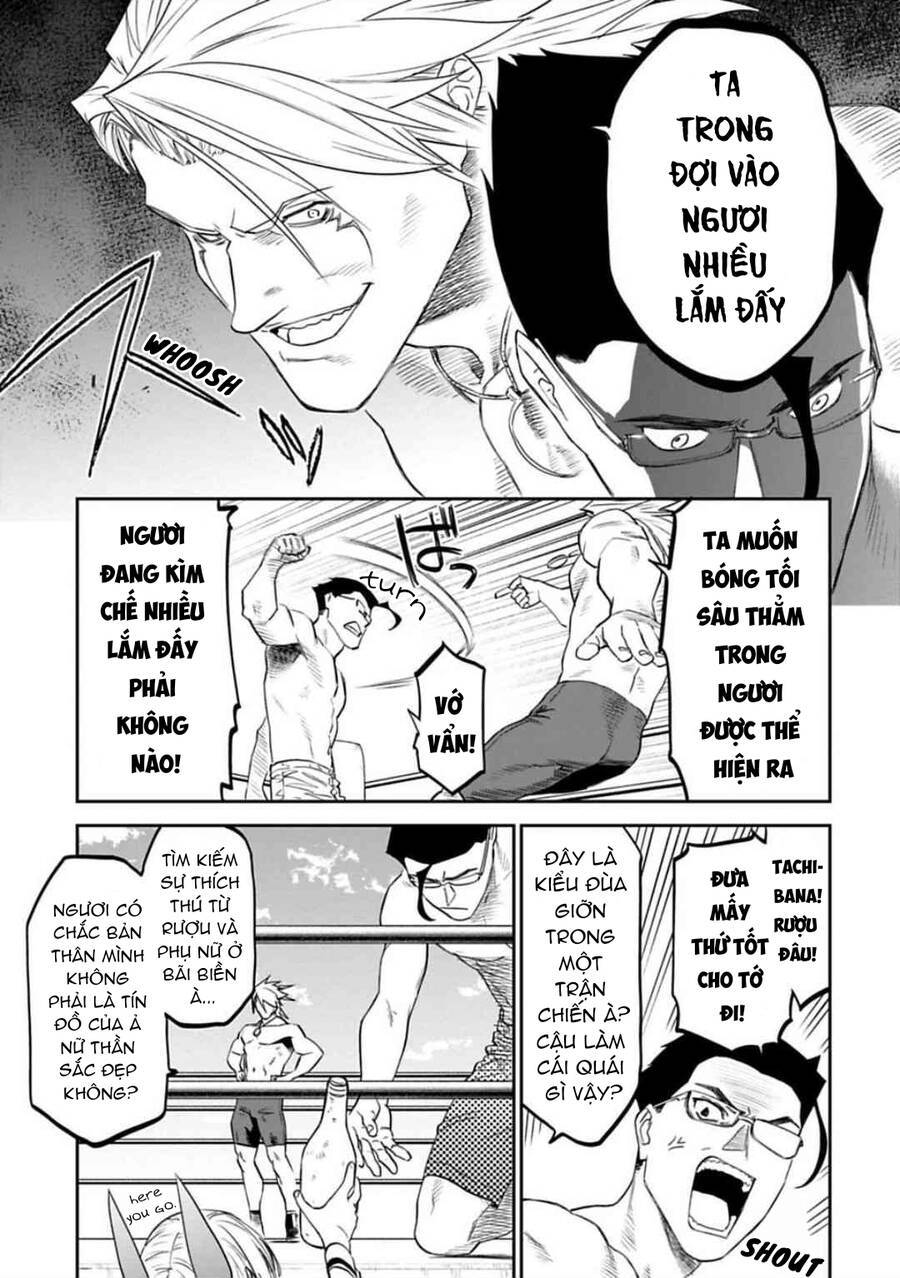 TA
TRONG
ĐỢI VÀO
NGƯƠI
NHIỀU
LẮM ĐẤY
WHOOSH
TA MUỐN
BÓNG TỐI
SÂU THẲM
TRONG
NGƯƠI
ĐƯỢC THỂ
HIỆN RA
turn
VỚ
VẨN!
NGƯƠI
ĐANG KÌM
CHẾ NHIỀU
LẮM ĐẤY
PHẢI
KHÔNG
NÀO!
TACHI-
BANA!
RƯỢU
ĐÂU!
ĐƯA
MẤY
THỨ TỐT
CHO TỚ
ĐI!
SHOUT
ĐÂY LÀ
KIỂU ĐÙA
GIỠN
TRONG
MỘT
TRẬN
CHIẾN À?
CẬU LÀM
CÁI QUÁI
GÌ VẬY?
TÌM KIẾM
SỰ THÍCH
THÚ TỪ
RƯỢU VÀ
PHỤ NỮ Ở
BÃI BIỂN
À...
NGƯƠI CÓ
CHẮC BẢN
THÂN MÌNH
KHÔNG
PHẢI LÀ TÍN
ĐỒ CỦA Ả
NỮ THẦN
SẮC ĐẸP
KHÔNG?
here
you go.